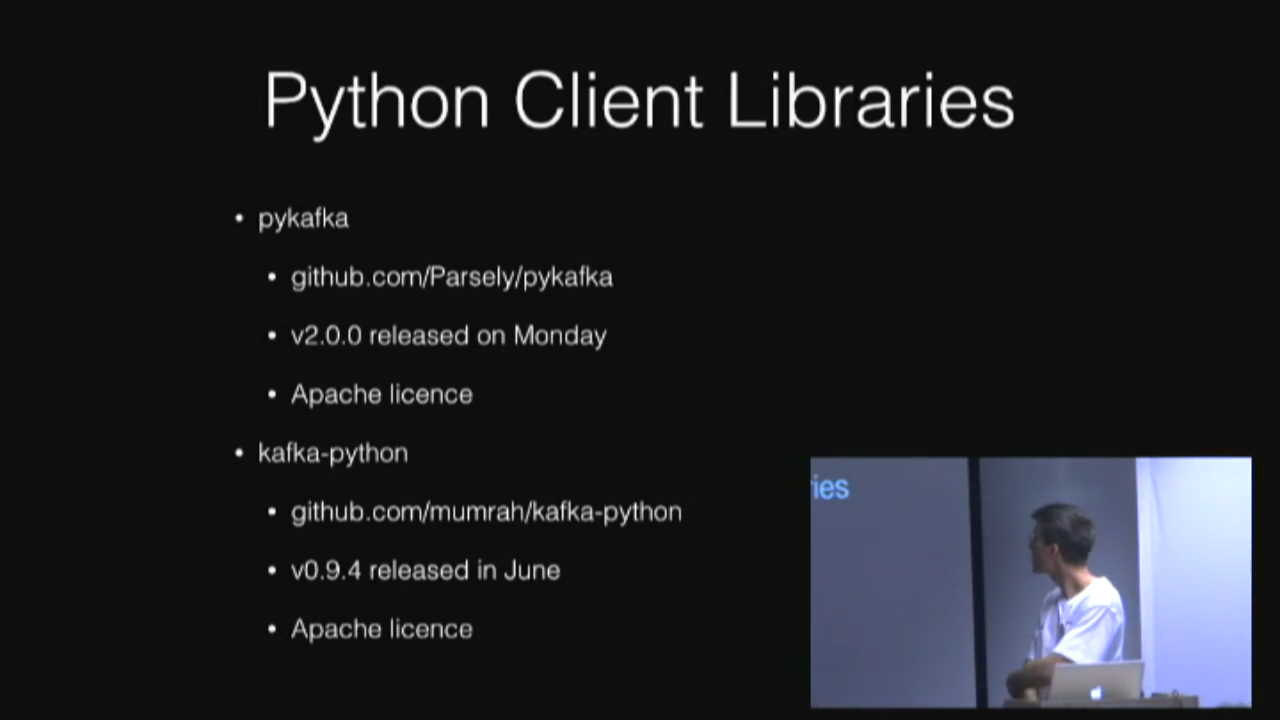 Python Client Libraries
• pykafka
• github.com/Parsely/pykafka
• v2.0.0 released on Monday
• Apache licence
• kafka-python
• github.com/mumrah/kafka-python
• v0.9.4 released in June
• Apache licence
ries